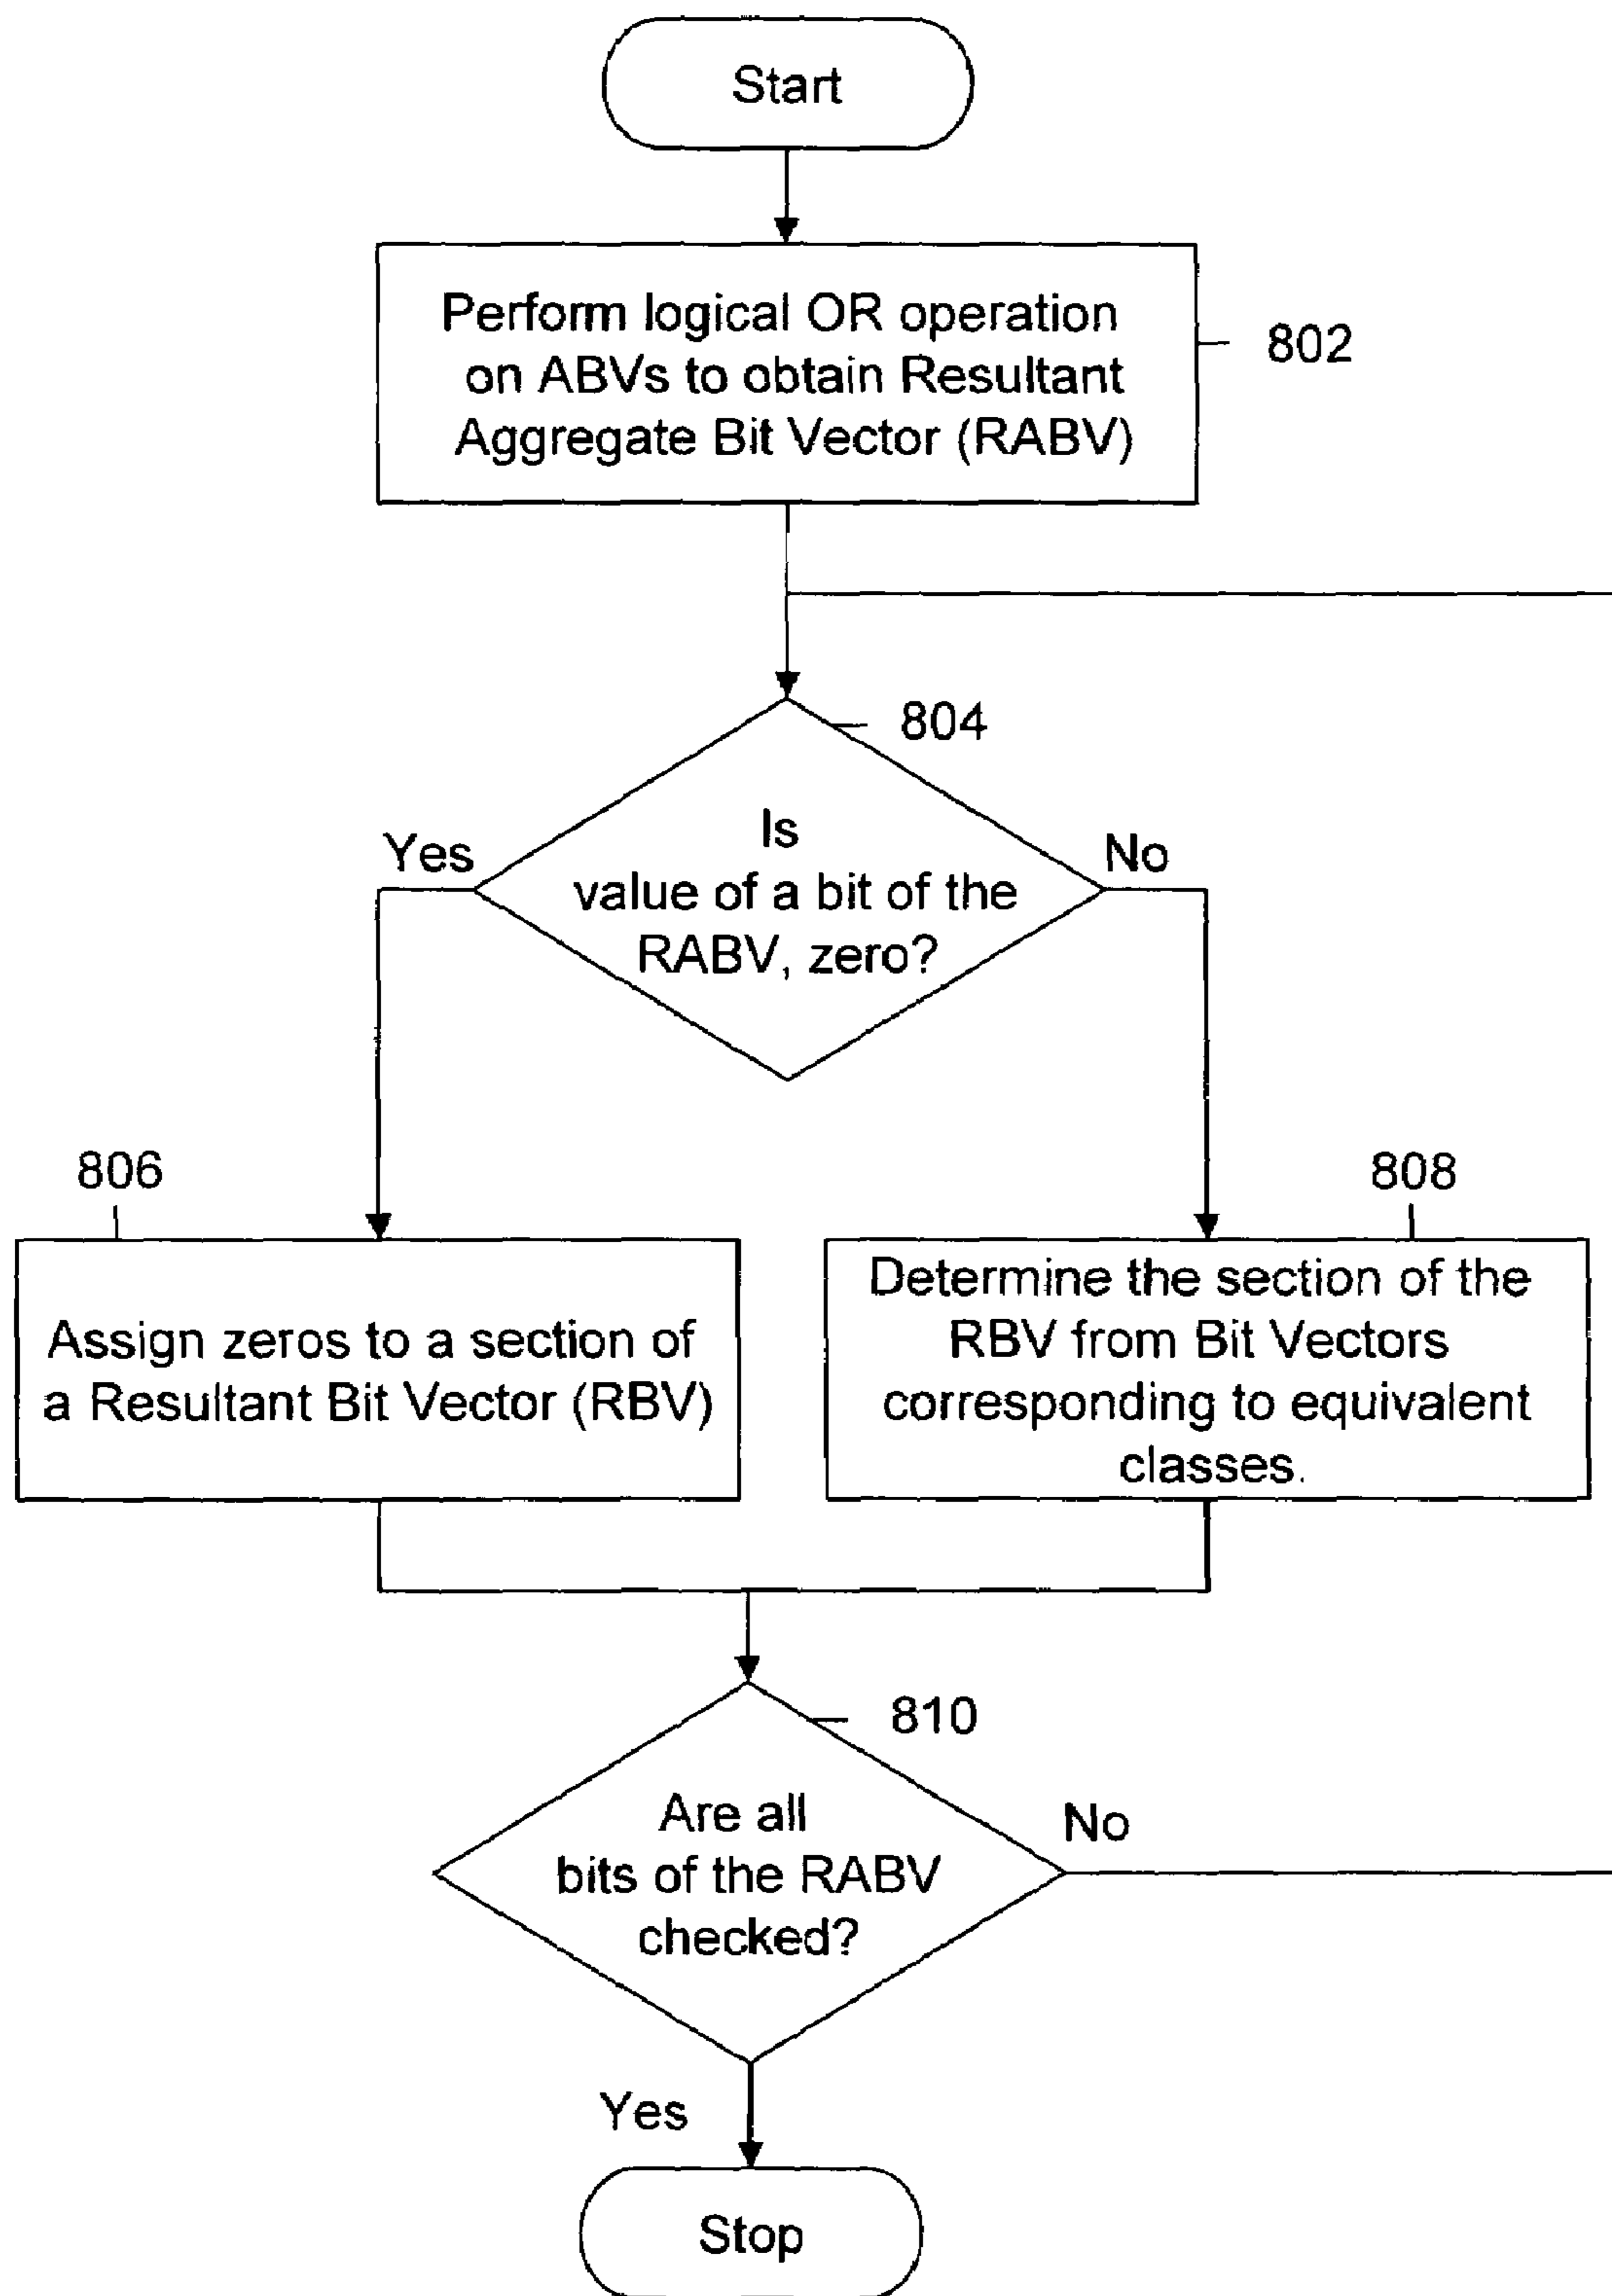 Start
Perform logical OR operation
on ABVs to obtain Resultant
Aggregate Bit Vector (RABV)
802
804
Yes
No
Is
value of a bit of the
RABV, zero?
806
808
Assign zeros to a section of
a Resultant Bit Vector (RBV)
Determine the section of the
RBV from Bit Vectors
corresponding to equivalent
classes.
810
Are all
bits of the RABV
checked?
No
Yes
Stop